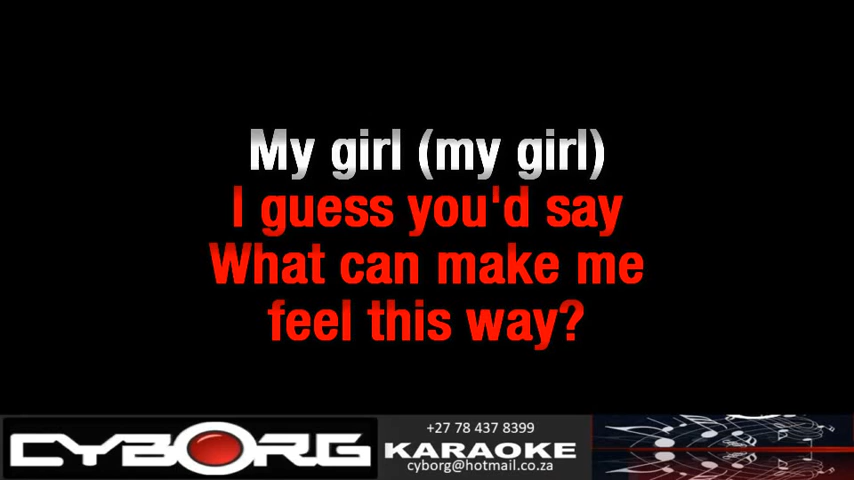 My girl (my girl)
I guess you'd say
What can make me
feel this way?
CYBORG
+27 78 437 8399
KARAOKE
cyborg@hotmail.co.za